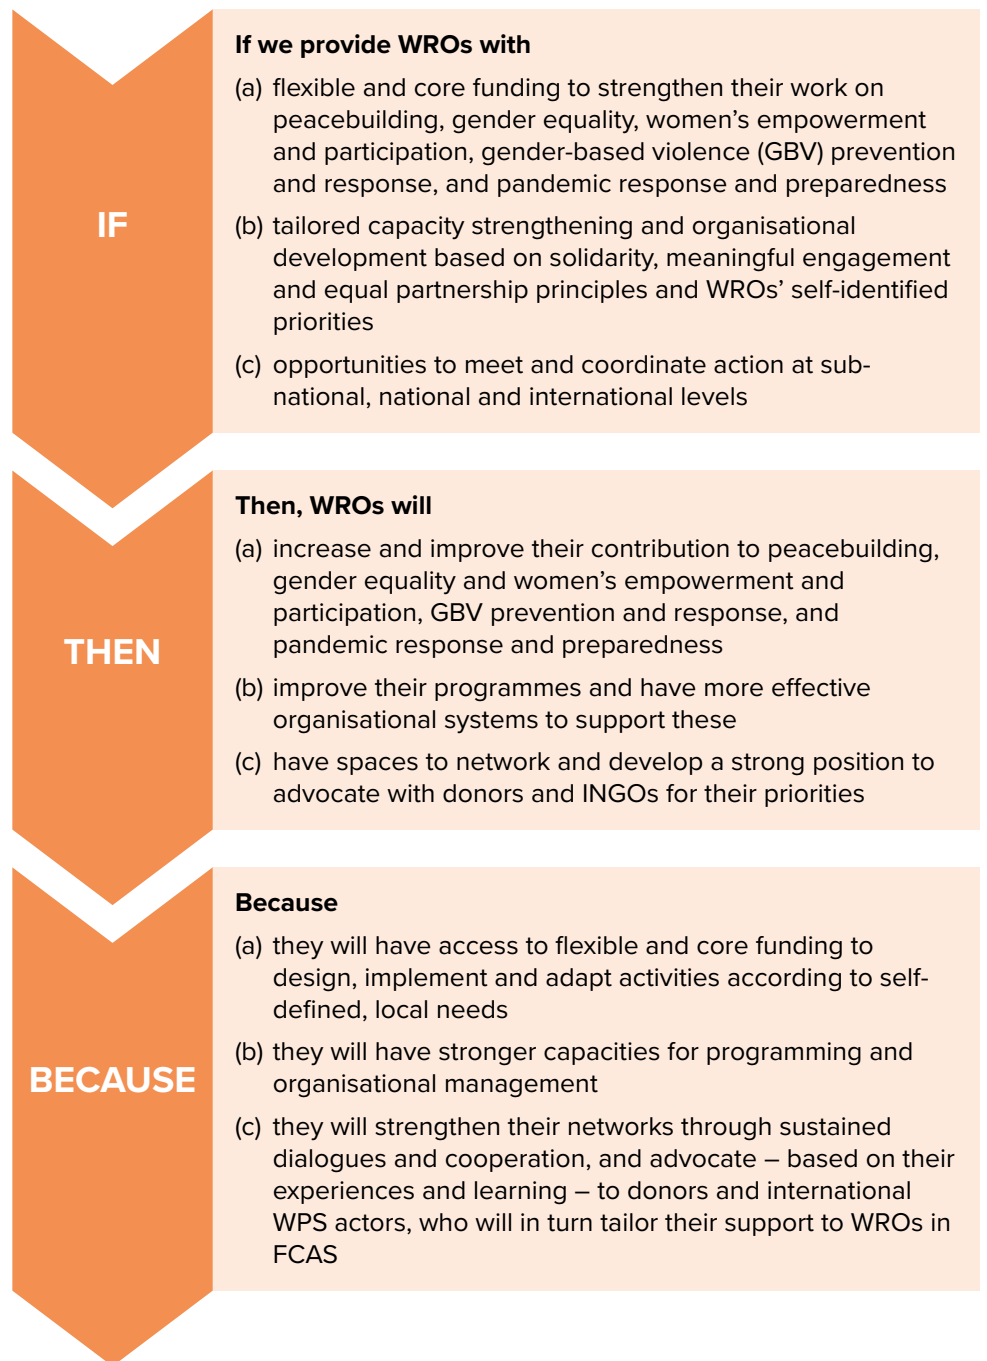 IF
If we provide WROs with
(a) flexible and core funding to strengthen their work on
peacebuilding, gender equality, women's empowerment
and participation, gender-based violence (GBV) prevention
and response, and pandemic response and preparedness
(b) tailored capacity strengthening and organisational
development based on solidarity, meaningful engagement
and equal partnership principles and WROs' self-identified
priorities
(c) opportunities to meet and coordinate action at sub-
national, national and international levels
THEN
Then, WROs will
(a) increase and improve their contribution to peacebuilding,
gender equality and women's empowerment and
participation, GBV prevention and response, and
pandemic response and preparedness
(b) improve their programmes and have more effective
organisational systems to support these
(c) have spaces to network and develop a strong position to
advocate with donors and INGOs for their priorities
BECAUSE
Because
(a) they will have access to flexible and core funding to
design, implement and adapt activities according to self-
defined, local needs
(b) they will have stronger capacities for programming and
organisational management
(c) they will strengthen their networks through sustained
dialogues and cooperation, and advocate – based on their
experiences and learning – to donors and international
WPS actors, who will in turn tailor their support to WROs in
FCAS